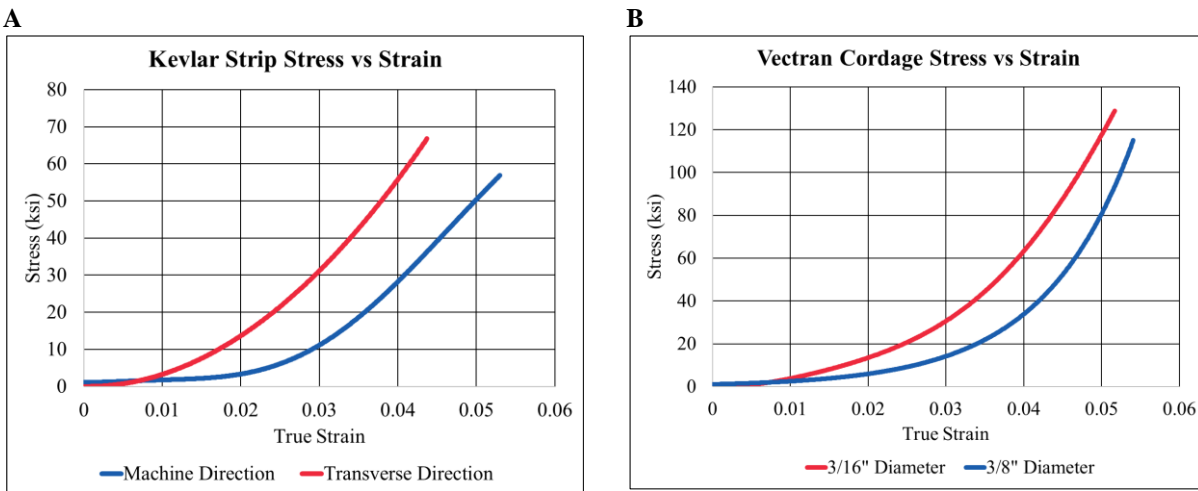 A
Kevlar Strip Stress vs Strain
80
70
60
50
40
30
20
10
0
Stress (ksi)
0 0.01 0.02 0.03 0.04 0.05 0.06
True Strain
Machine Direction Transverse Direction
B
Vectran Cordage Stress vs Strain
140
120
100
80
60
40
20
0
Stress (ksi)
0 0.01 0.02 0.03 0.04 0.05 0.06
True Strain
3/16" Diameter 3/8" Diameter